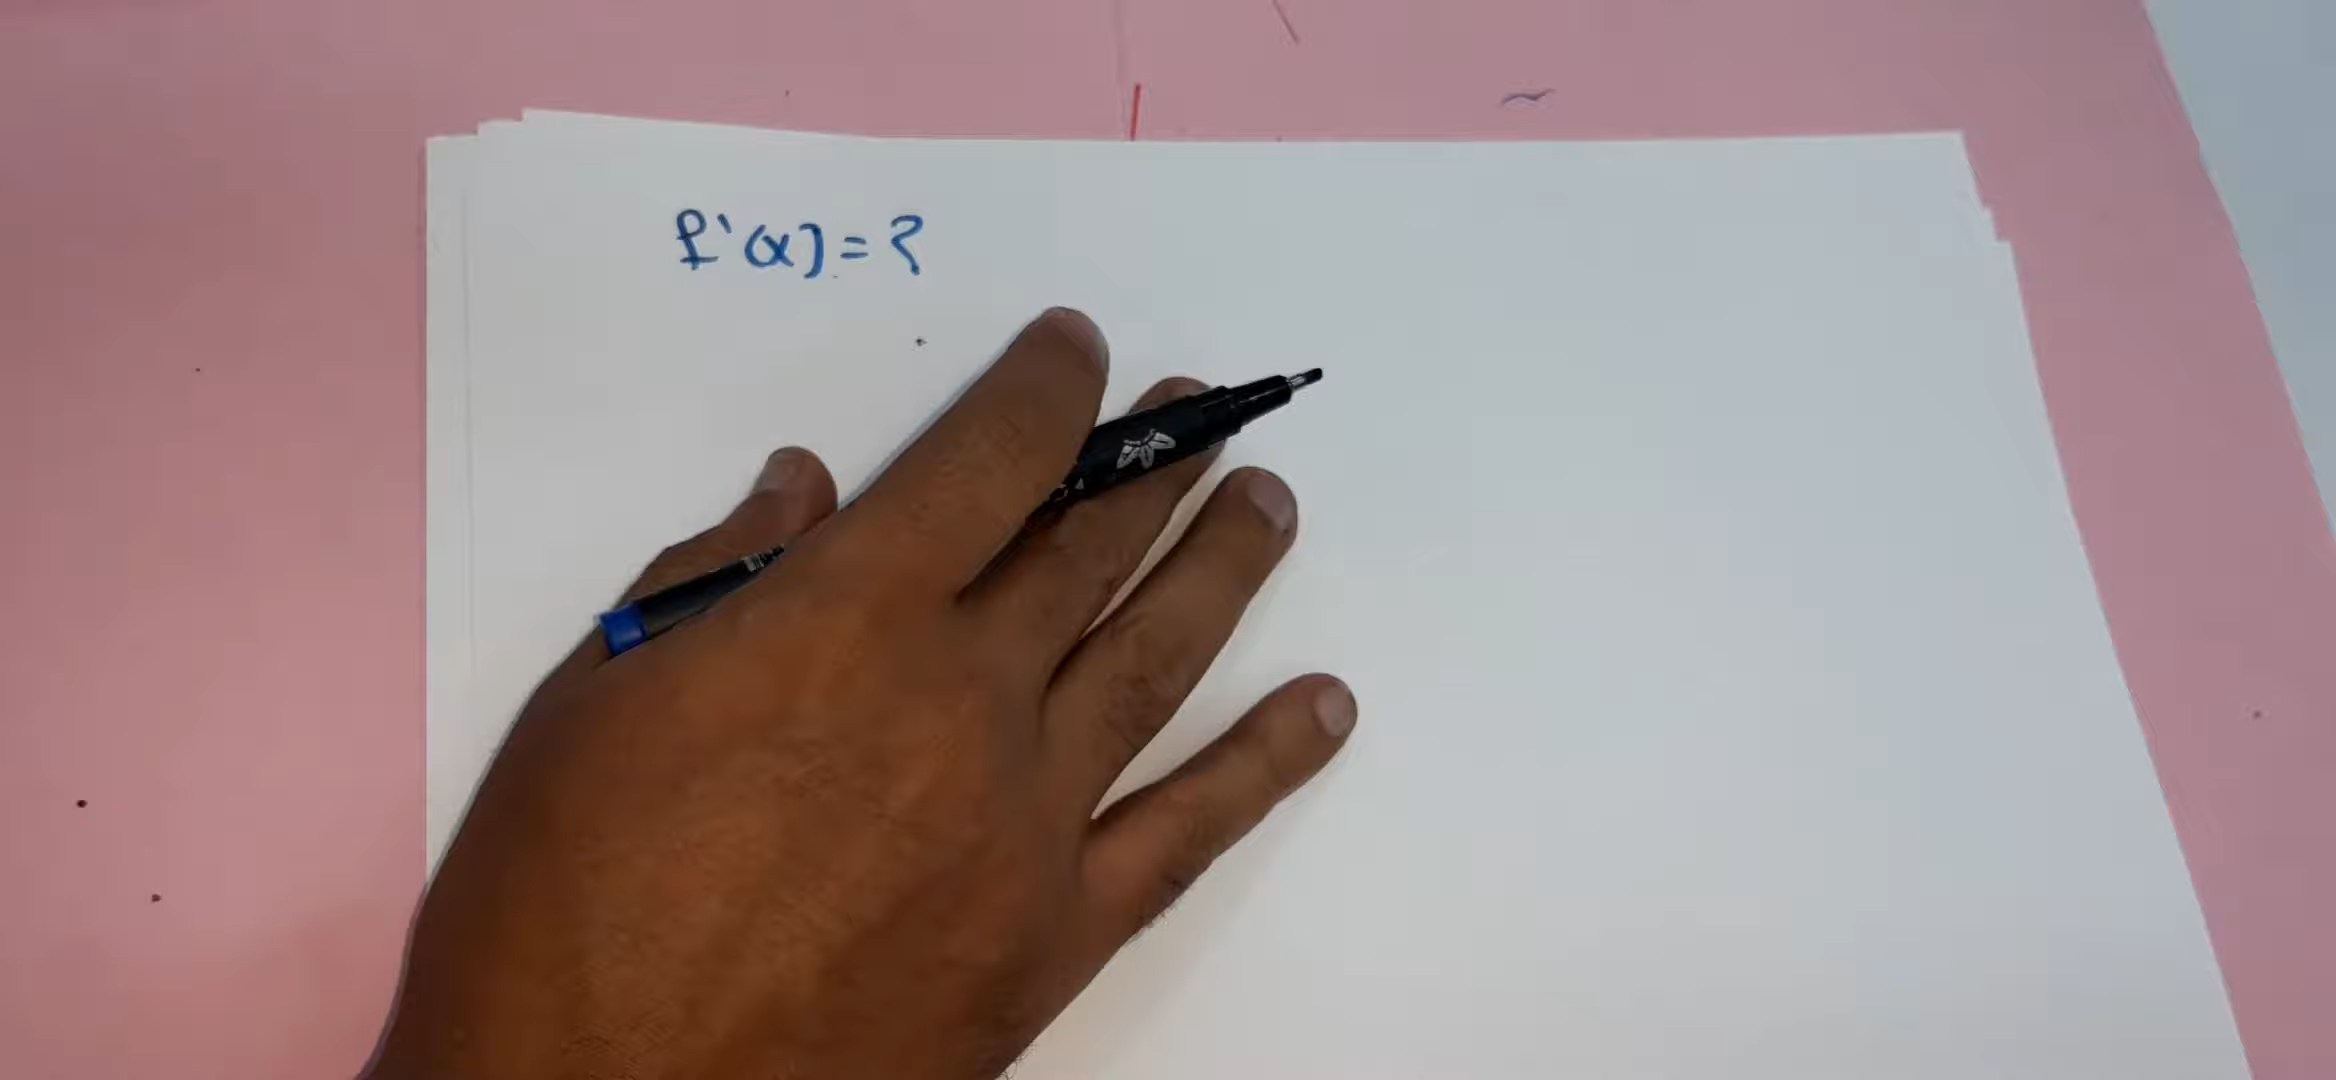 f'(x) = ?